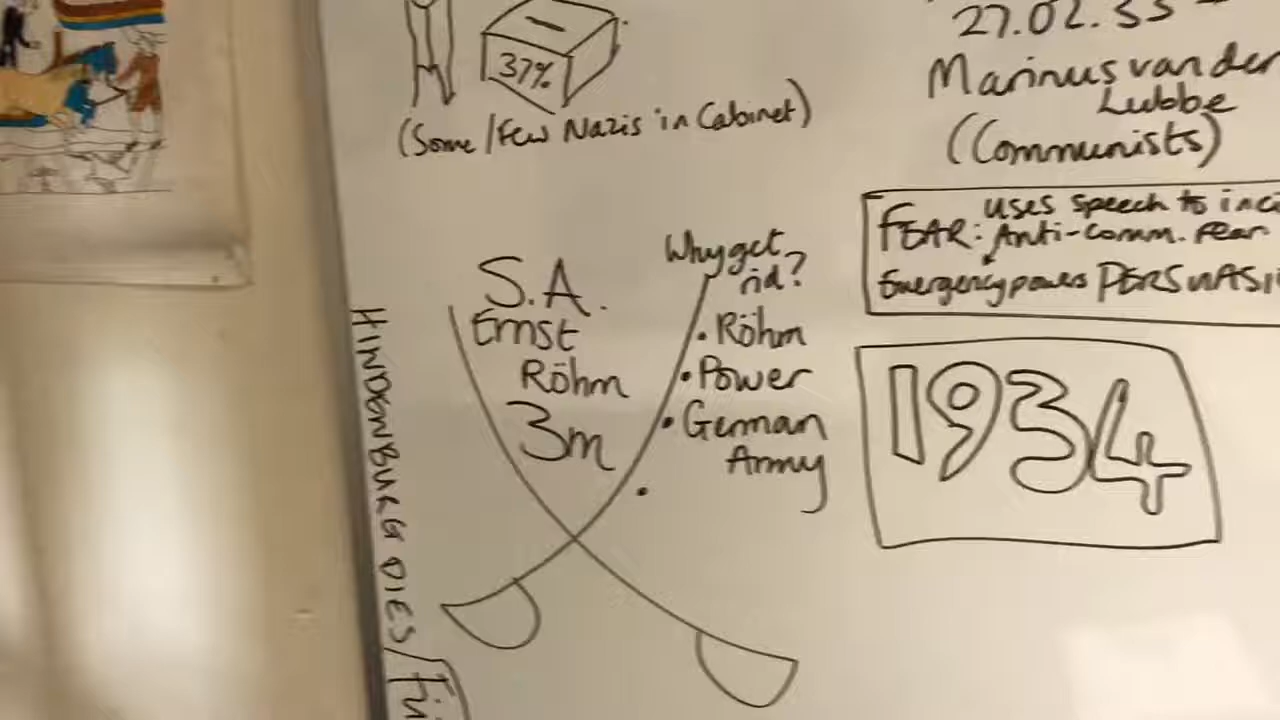 37%
(Some/Few Nazis in Cabinet)
27.02.33
Marinus van der
Lubbe
(Communists)
uses speech to inci
FEAR: Anti-comm. fear
Emergency powers PERSUASI
Why get
rid?
• Röhm
• Power
• German
Army
•
S.A.
Ernst
Röhm
3m
1934
HINDENBURG DIES/Fü